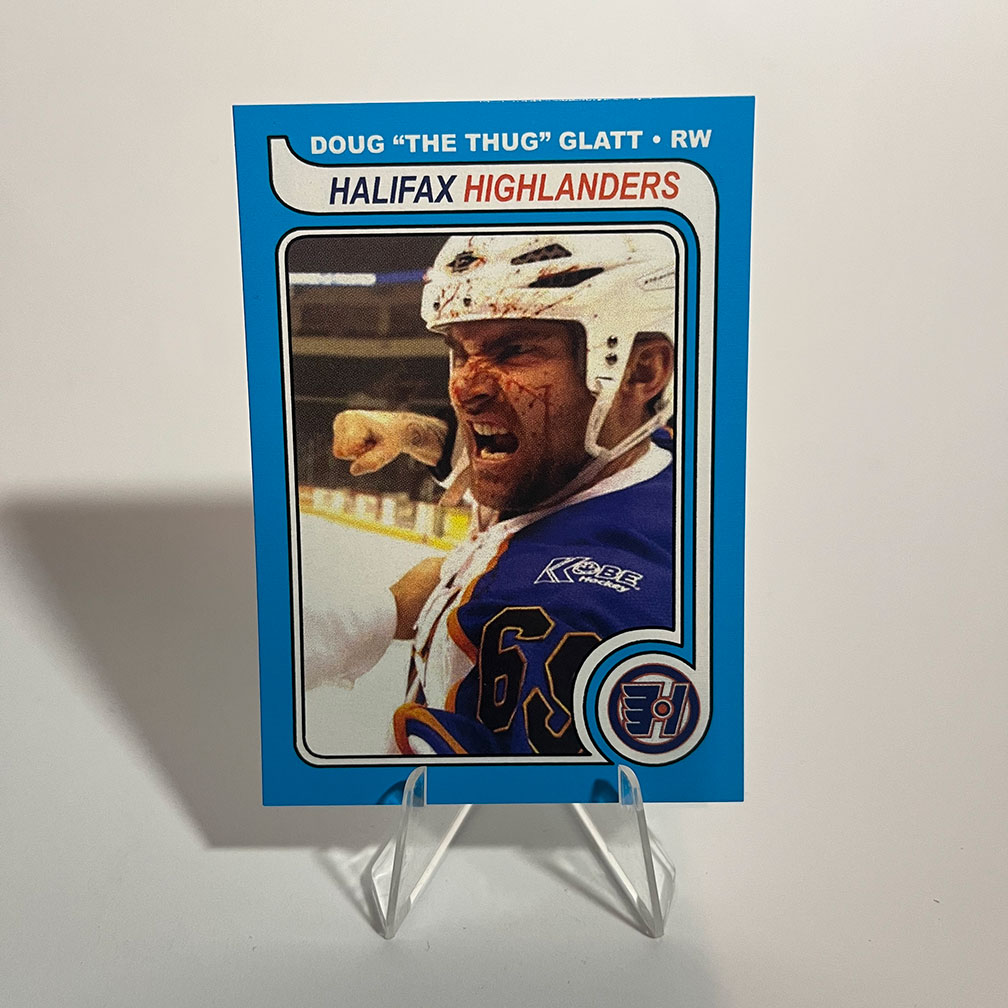 DOUG “THE THUG” GLATT • RW
HALIFAX HIGHLANDERS
KOBE
Hockey
69
H